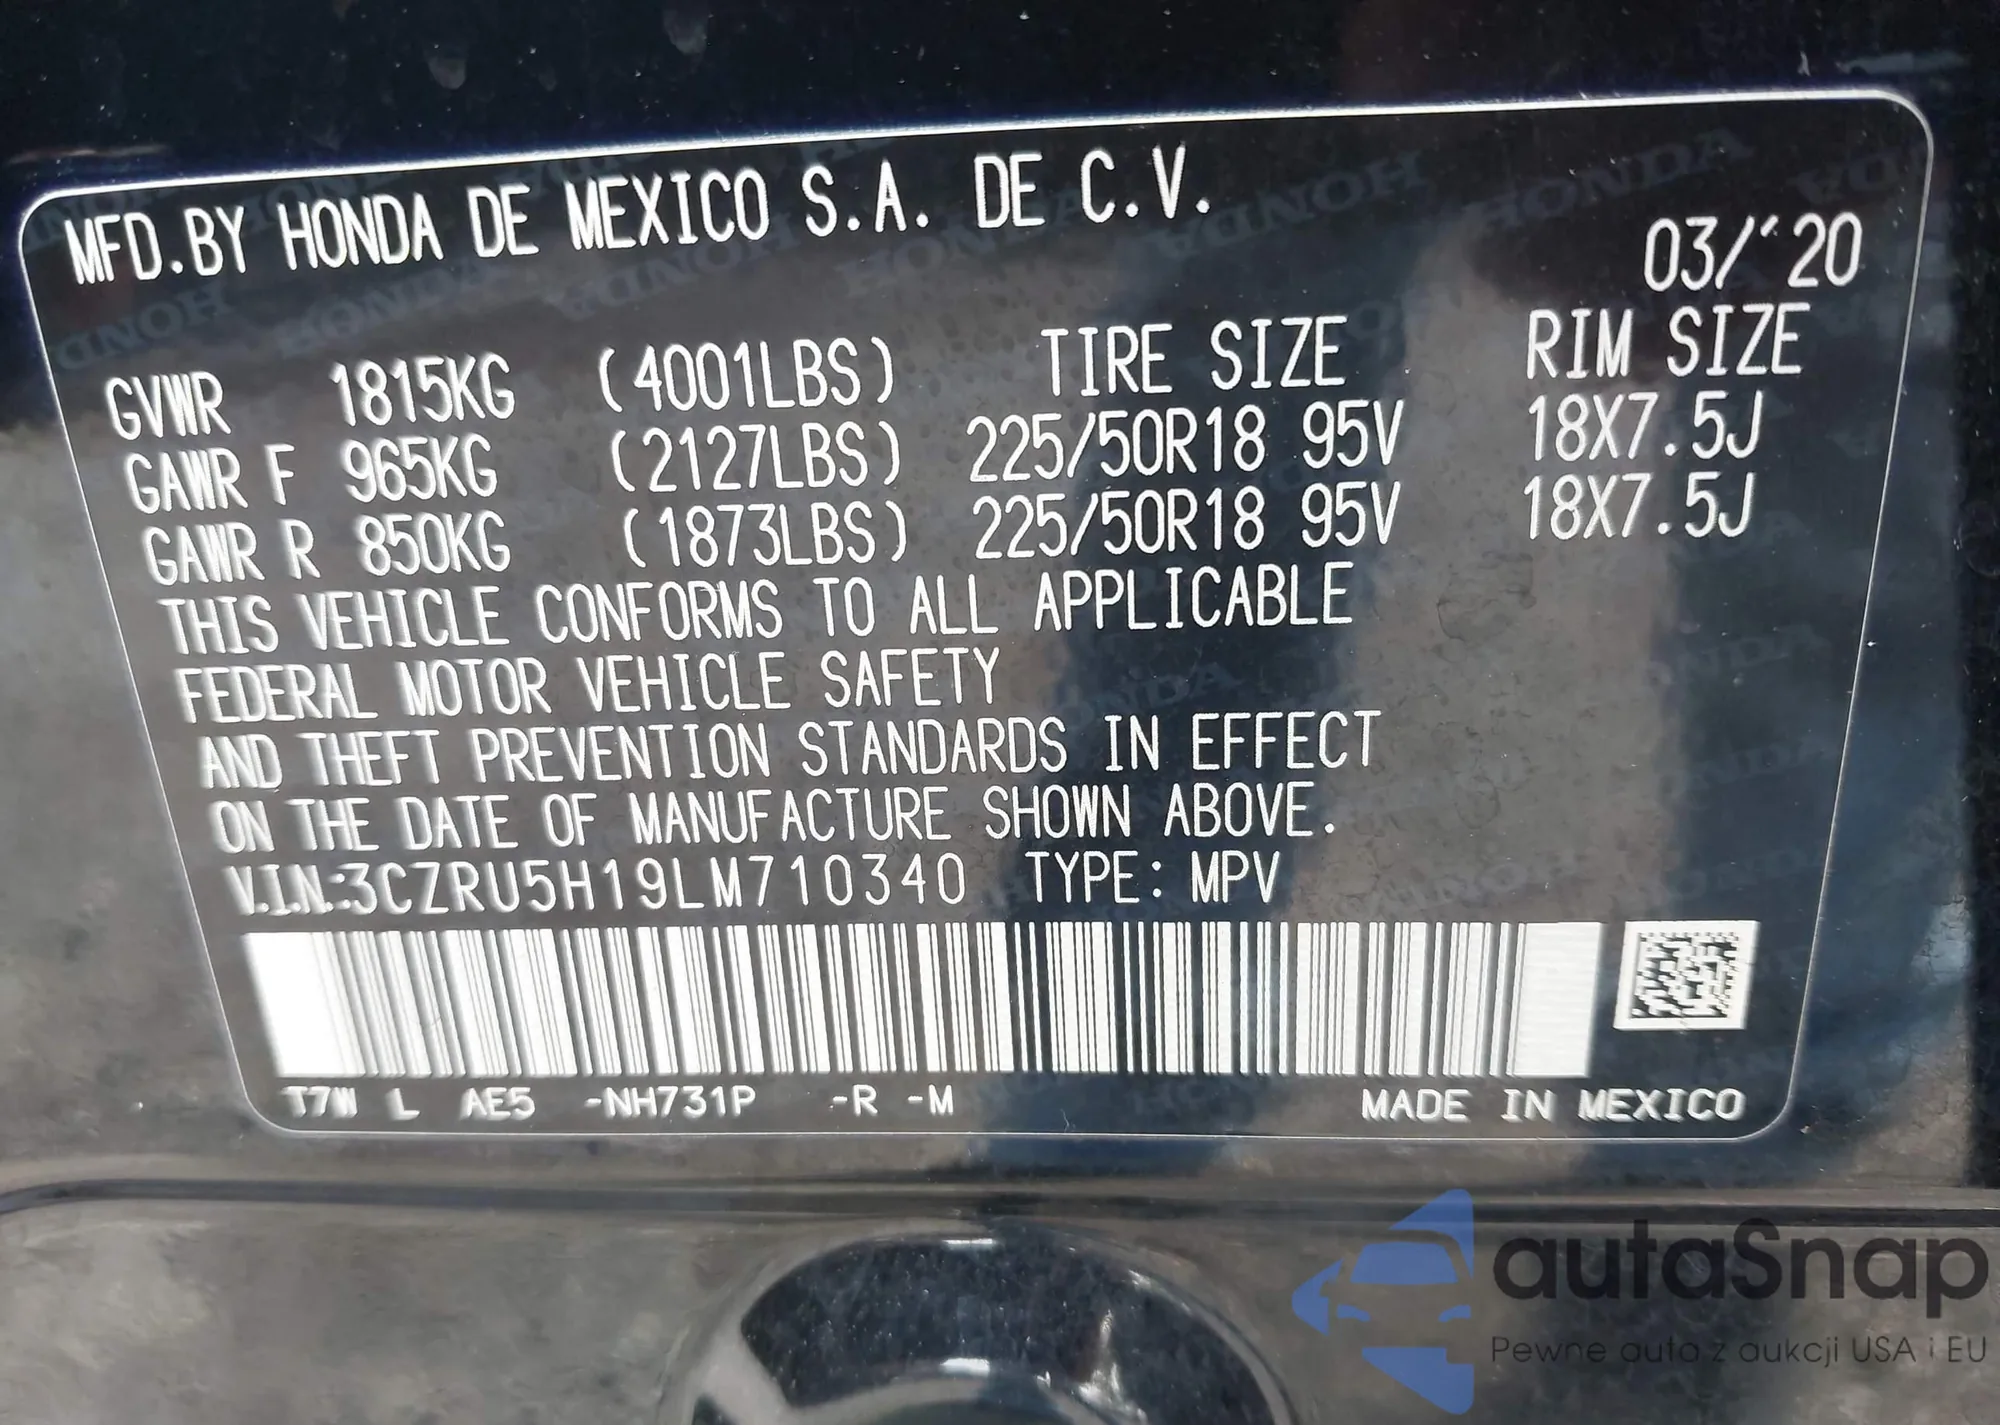 MFD.BY HONDA DE MEXICO S.A. DE C.V.
03/"20
GVWR 1815KG (4001LBS) TIRE SIZE RIM SIZE
GAWR F 965KG (2127LBS) 225/50R18 95V 18X7.5J
GAWR R 850KG (1873LBS) 225/50R18 95V 18X7.5J
THIS VEHICLE CONFORMS TO ALL APPLICABLE
FEDERAL MOTOR VEHICLE SAFETY
AND THEFT PREVENTION STANDARDS IN EFFECT
ON THE DATE OF MANUFACTURE SHOWN ABOVE.
V.I.N:3CZRU5H19LM710340 TYPE: MPV
T7W L AE5 -NH731P -R -M MADE IN MEXICO
autaSnap
Pewne auta z aukcji USA i EU